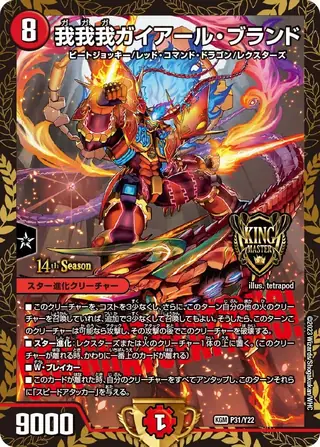 8
ガ ガ ガ
我我我ガイアール・ブランド
ビートジョッキー/レッド・コマンド・ドラゴン/レクスターズ
KING
MASTER
14th Season
illus. tetrapod
スター進化クリーチャー
■このクリーチャーを、コストを3少なくし、さらに、このターン自分の他の火のクリーチャーを召喚していれば、追加で3少なくして召喚してもよい。そうしたら、このターンこのクリーチャーは可能なら攻撃し、その攻撃の後でこのクリーチャーを破壊する。
■スター進化：レクスターズまたは火のクリーチャー1体の上に置く。(このクリーチャーが離れる時、かわりに一番上のカードが離れる)
■W・ブレイカー
■このカードが離れた時、自分のクリーチャーをすべてアンタップし、このターンそれらに「スピードアタッカー」を与える。
9000
1
KGM P31/Y22
©2023 Wizards/Shogakukan/WHC